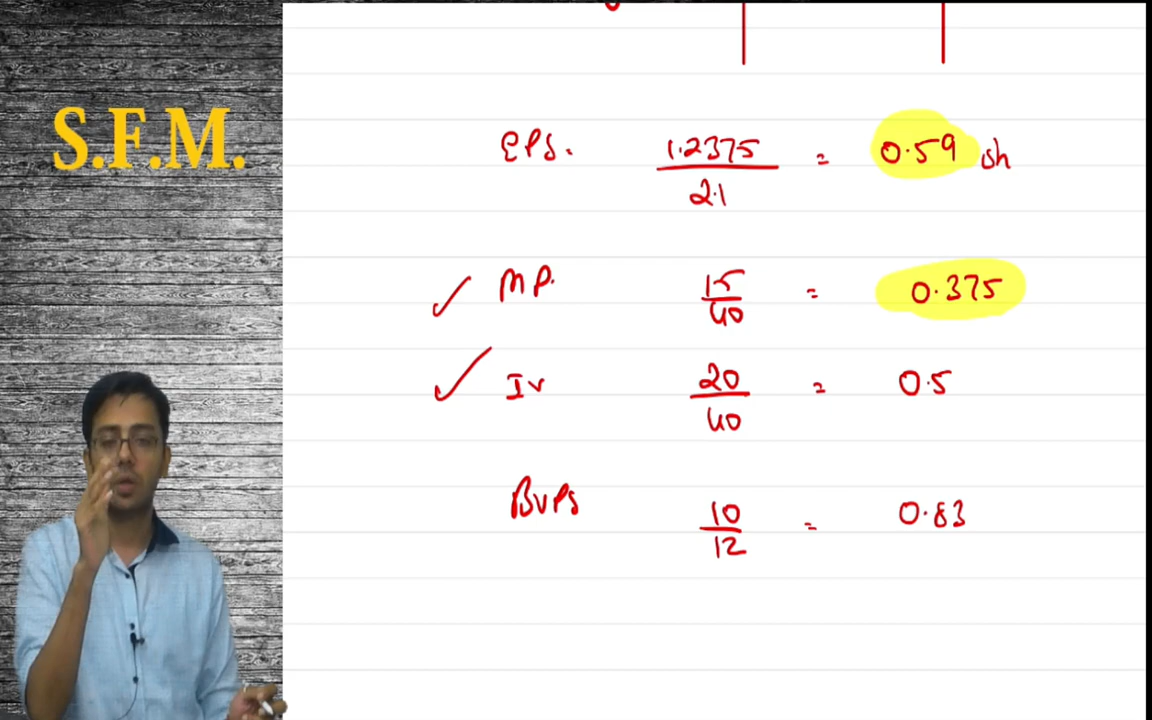 S.F.M.
EPS. 1.2375/2.1 = 0.59 sh
MP. 15/40 = 0.375
Iv 20/40 = 0.5
BVPS 10/12 = 0.83